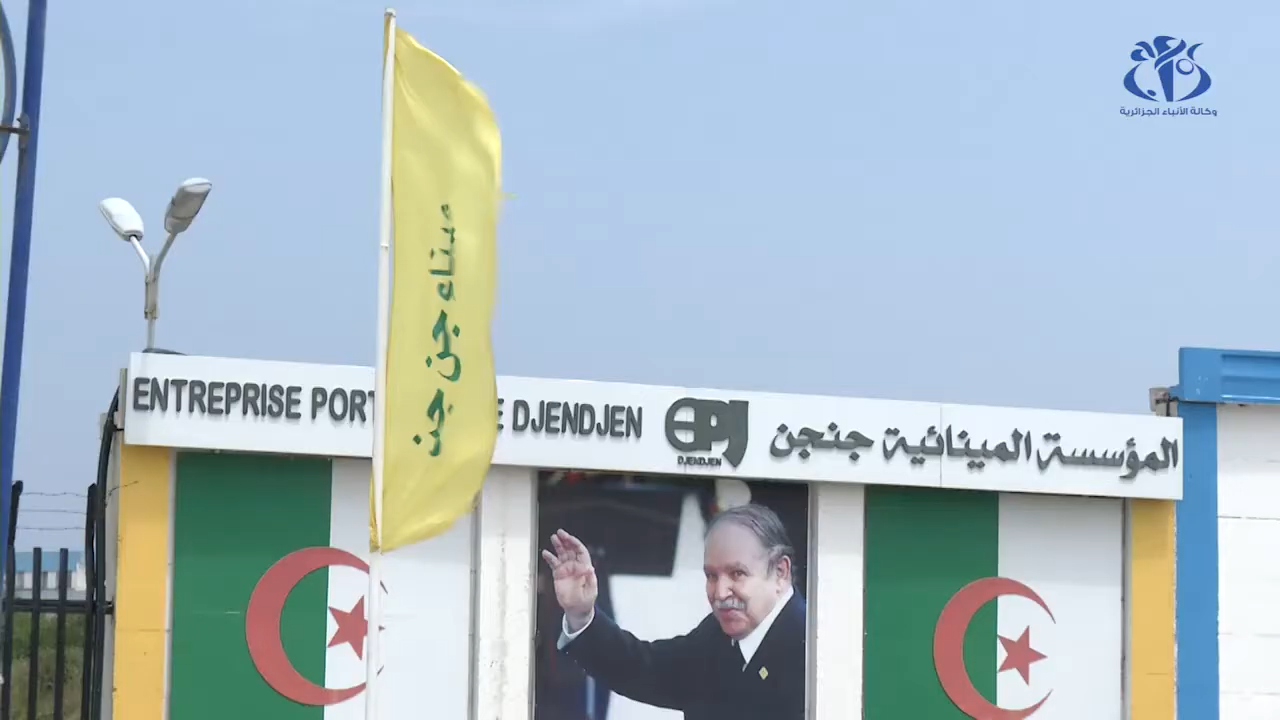 وكالة الأنباء الجزائرية
ميناء جن جن
ENTREPRISE PORT E DJENDJEN
EPJ
DJENDJEN
المؤسسة المينائية جنجن